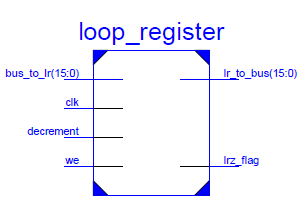 loop_register
bus_to_lr(15:0)
lr_to_bus(15:0)
clk
decrement
we
lrz_flag